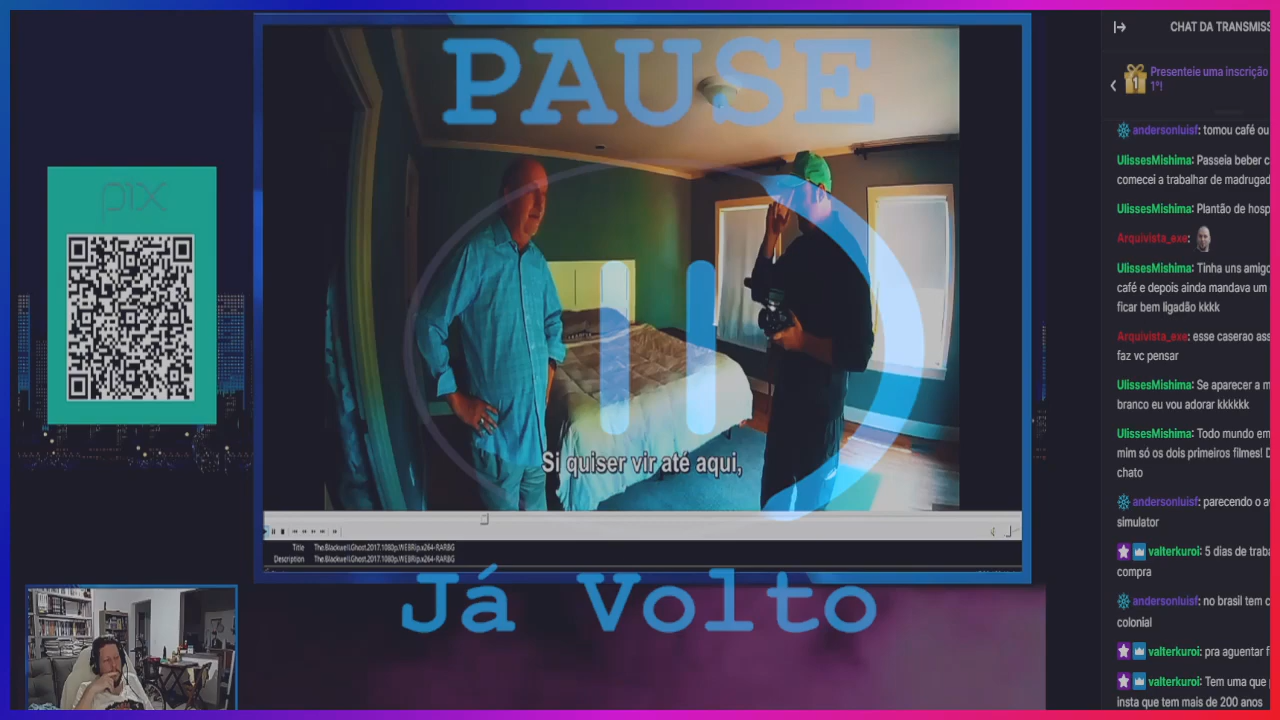 PAUSE
pix
Si quiser vir até aqui,
Title The.Blackwell.Ghost.2017.1080p.WEBRip.x264-RARBG
Description The.Blackwell.Ghost.2017.1080p.WEBRip.x264-RARBG
Já Volto
CHAT DA TRANSMISS
Presenteie uma inscrição
1º!
1
andersonluisf: tomou café ou
UlissesMishima: Passeia beber c
comecei a trabalhar de madrugad
UlissesMishima: Plantão de hosp
Arquivista_exe:
UlissesMishima: Tinha uns amigo
café e depois ainda mandava um
ficar bem ligadão kkkk
Arquivista_exe: esse caserao ass
faz vc pensar
UlissesMishima: Se aparecer a m
branco eu vou adorar kkkkkk
UlissesMishima: Todo mundo em
mim só os dois primeiros filmes! D
chato
andersonluisf: parecendo o av
simulator
valterkuroi: 5 dias de traba
compra
andersonluisf: no brasil tem c
colonial
valterkuroi: pra aguentar f
valterkuroi: Tem uma que p
insta que tem mais de 200 anos